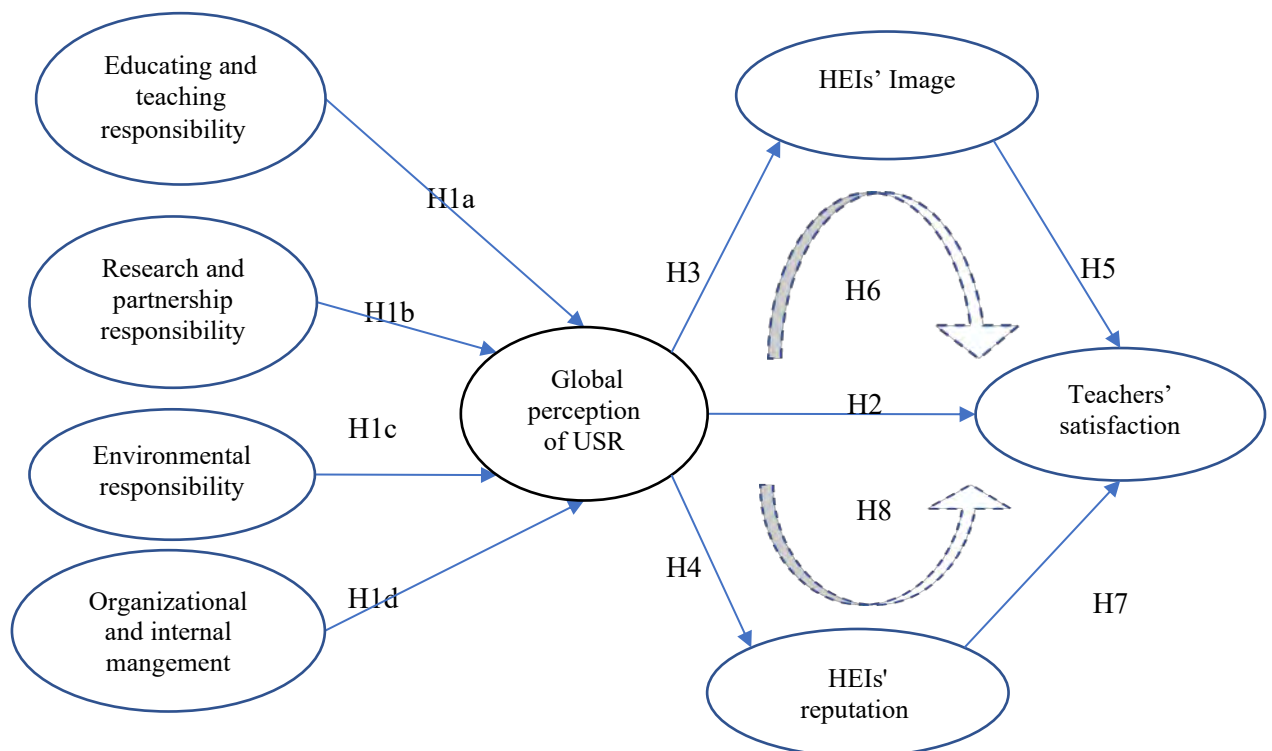 Educating and
teaching
responsibility
H1a
Research and
partnership
responsibility
H1b
Environmental
responsibility
H1c
Organizational
and internal
mangement
H1d
Global
perception
of USR
HEIs’ Image
H3
H6
H5
H2
Teachers’
satisfaction
H8
H4
H7
HEIs'
reputation